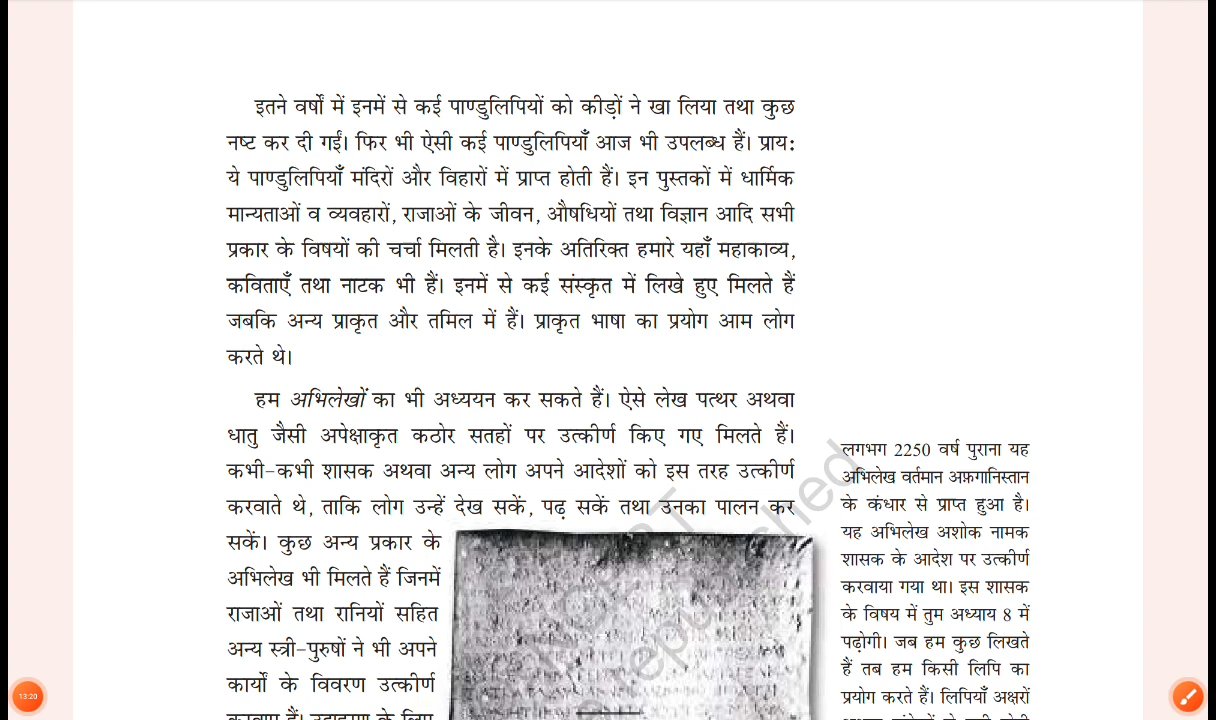 इतने वर्षों में इनमें से कई पाण्डुलिपियों को कीड़ों ने खा लिया तथा कुछ
नष्ट कर दी गईं। फिर भी ऐसी कई पाण्डुलिपियाँ आज भी उपलब्ध हैं। प्राय:
ये पाण्डुलिपियाँ मंदिरों और विहारों में प्राप्त होती हैं। इन पुस्तकों में धार्मिक
मान्यताओं व व्यवहारों, राजाओं के जीवन, औषधियों तथा विज्ञान आदि सभी
प्रकार के विषयों की चर्चा मिलती है। इनके अतिरिक्त हमारे यहाँ महाकाव्य,
कविताएँ तथा नाटक भी हैं। इनमें से कई संस्कृत में लिखे हुए मिलते हैं
जबकि अन्य प्राकृत और तमिल में हैं। प्राकृत भाषा का प्रयोग आम लोग
करते थे।
हम अभिलेखों का भी अध्ययन कर सकते हैं। ऐसे लेख पत्थर अथवा
धातु जैसी अपेक्षाकृत कठोर सतहों पर उत्कीर्ण किए गए मिलते हैं।
कभी-कभी शासक अथवा अन्य लोग अपने आदेशों को इस तरह उत्कीर्ण
करवाते थे, ताकि लोग उन्हें देख सकें, पढ़ सकें तथा उनका पालन कर
सकें। कुछ अन्य प्रकार के
अभिलेख भी मिलते हैं जिनमें
राजाओं तथा रानियों सहित
अन्य स्त्री-पुरुषों ने भी अपने
कार्यों के विवरण उत्कीर्ण
करवाए हैं। उदाहरण के लिए
लगभग 2250 वर्ष पुराना यह
अभिलेख वर्तमान अफ़गानिस्तान
के कंधार से प्राप्त हुआ है।
यह अभिलेख अशोक नामक
शासक के आदेश पर उत्कीर्ण
करवाया गया था। इस शासक
के विषय में तुम अध्याय 8 में
पढ़ोगी। जब हम कुछ लिखते
हैं तब हम किसी लिपि का
प्रयोग करते हैं। लिपियाँ अक्षरों
13:20